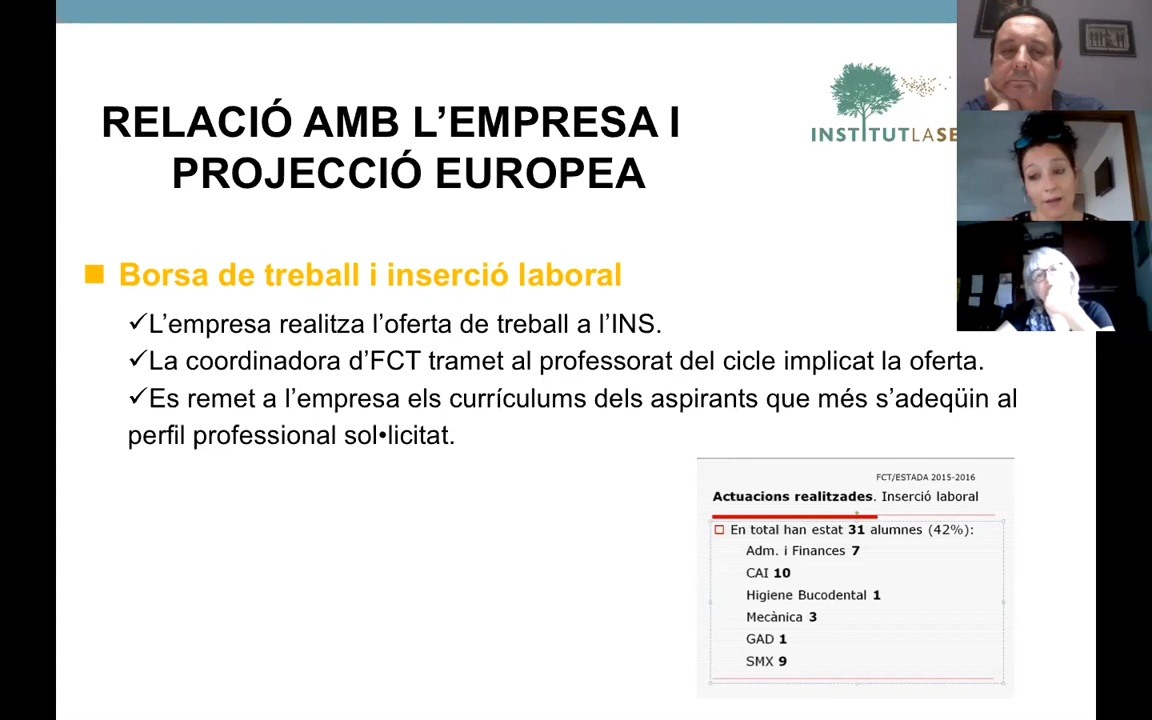 RELACIÓ AMB L’EMPRESA I
PROJECCIÓ EUROPEA
INSTITUTLASE
Borsa de treball i inserció laboral
✓L’empresa realitza l’oferta de treball a l’INS.
✓La coordinadora d’FCT tramet al professorat del cicle implicat la oferta.
✓Es remet a l’empresa els currículums dels aspirants que més s’adeqüin al
perfil professional sol•licitat.
FCT/ESTADA 2015-2016
Actuacions realitzades. Inserció laboral
En total han estat 31 alumnes (42%):
Adm. i Finances 7
CAI 10
Higiene Bucodental 1
Mecànica 3
GAD 1
SMX 9